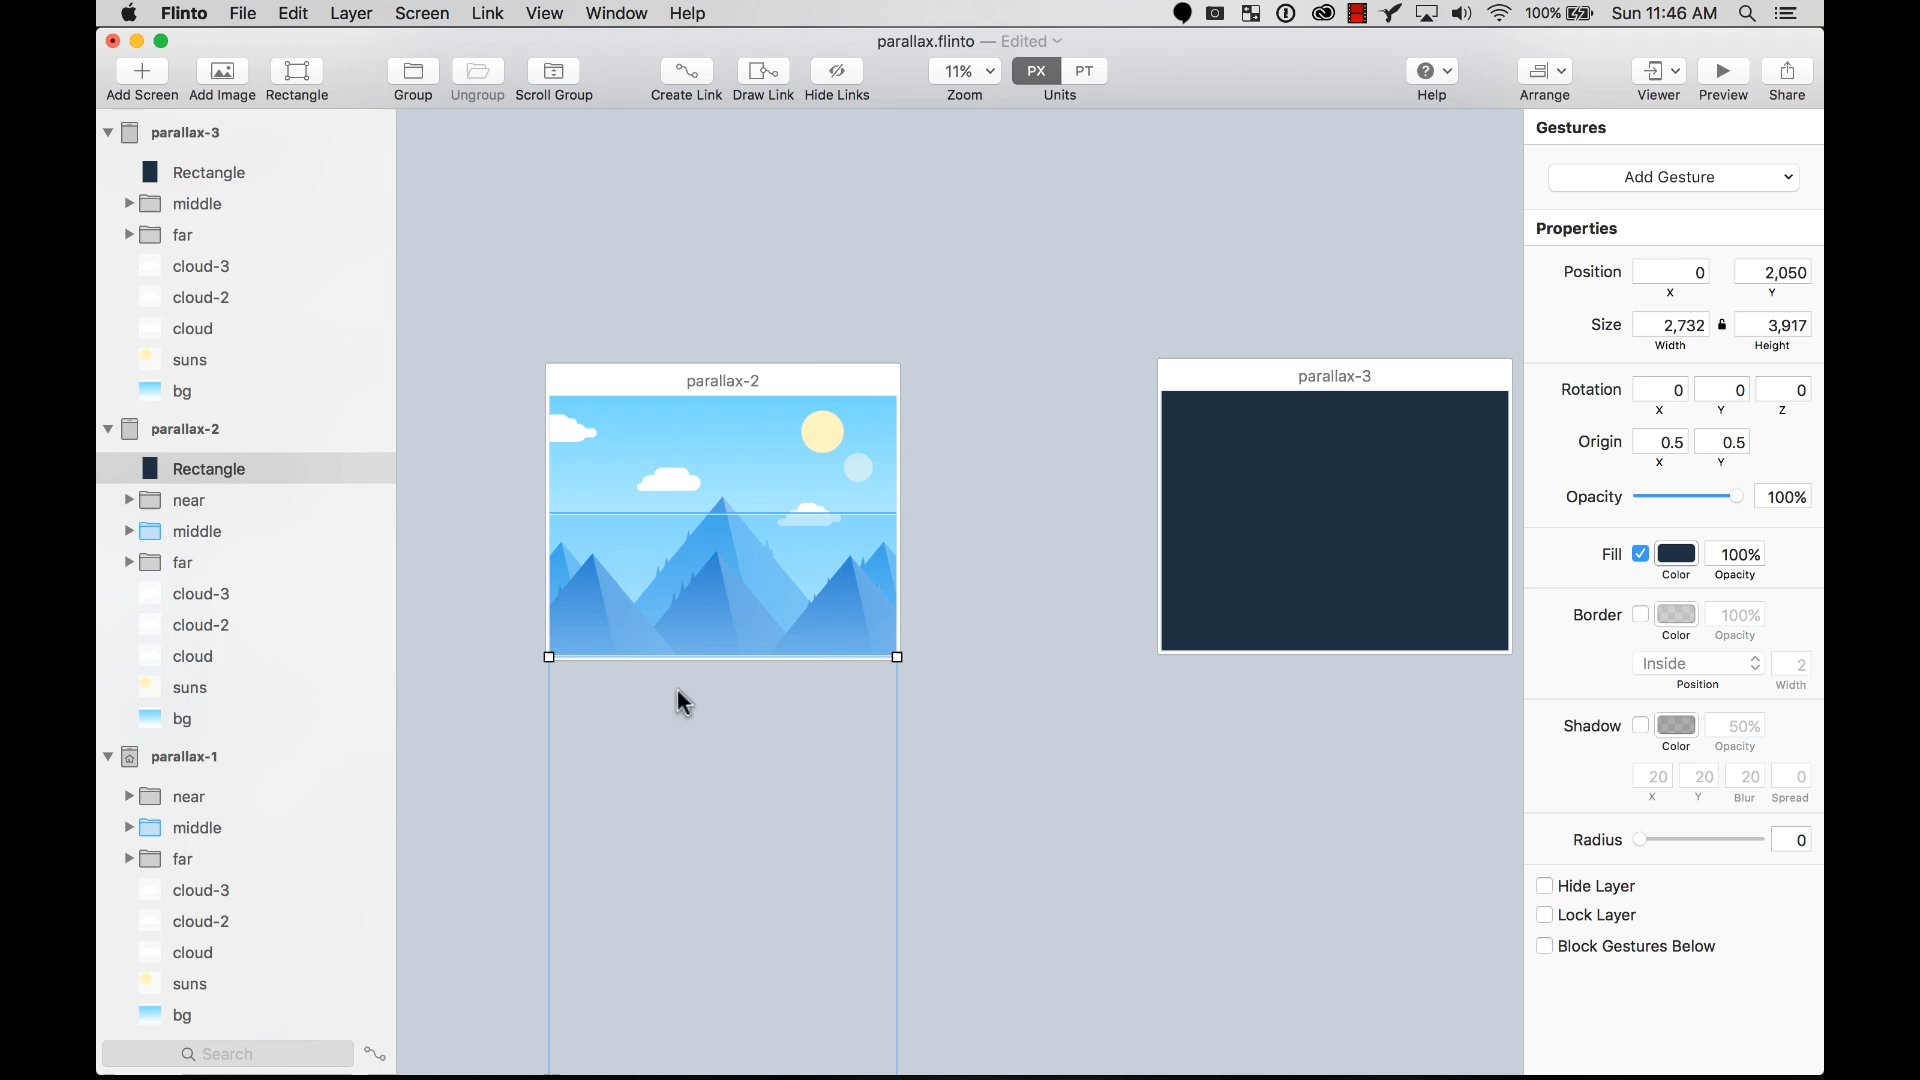 Flinto File Edit Layer Screen Link View Window Help 100% Sun 11:46 AM
parallax.flinto — Edited
11% PX PT
Add Screen Add Image Rectangle Group Ungroup Scroll Group Create Link Draw Link Hide Links Zoom Units Help Arrange Viewer Preview Share
parallax-3
Rectangle
middle
far
cloud-3
cloud-2
cloud
suns
bg
parallax-2
Rectangle
near
middle
far
cloud-3
cloud-2
cloud
suns
bg
parallax-1
near
middle
far
cloud-3
cloud-2
cloud
suns
bg
Search
parallax-2
parallax-3
Gestures
Add Gesture
Properties
Position 0 2,050
X Y
Size 2,732 3,917
Width Height
Rotation 0 0 0
X Y Z
Origin 0.5 0.5
X Y
Opacity 100%
Fill 100%
Color Opacity
Border 100%
Color Opacity
Inside 2
Position Width
Shadow 50%
Color Opacity
20 20 20 0
X Y Blur Spread
Radius 0
Hide Layer
Lock Layer
Block Gestures Below